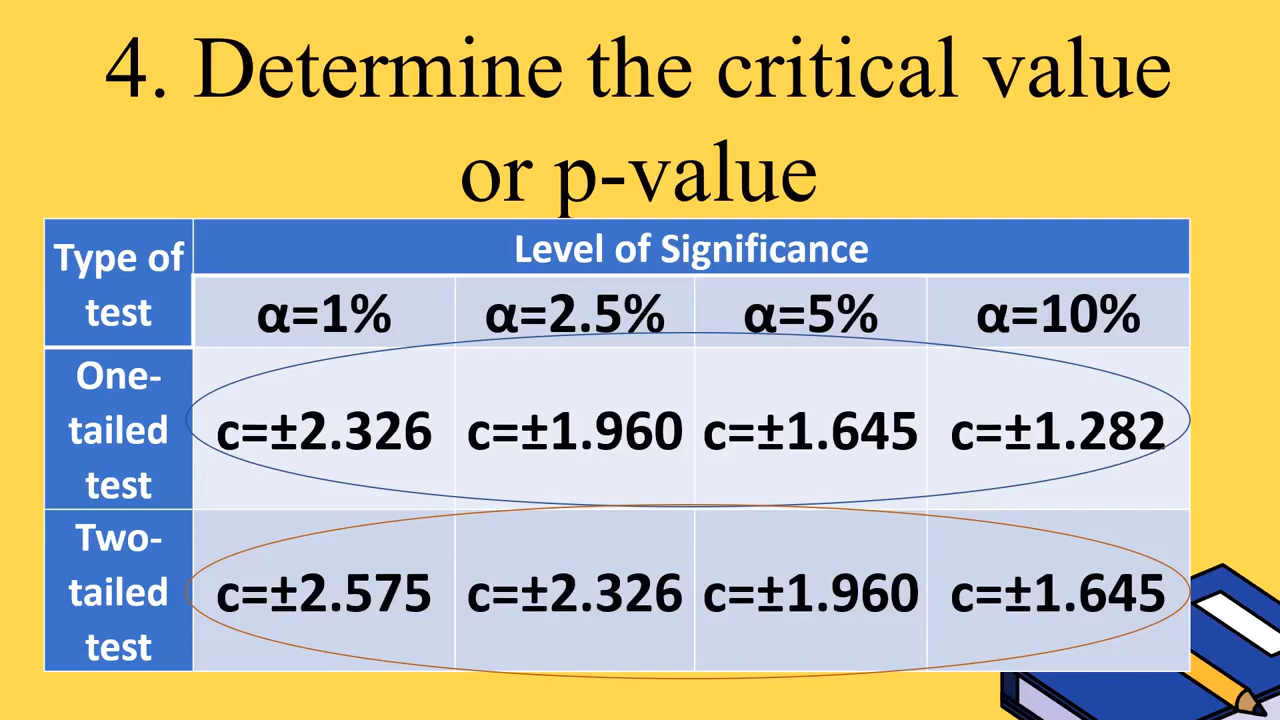 4. Determine the critical value
or p-value
Type of
test
Level of Significance
α=1% α=2.5% α=5% α=10%
One-
tailed
test
c=±2.326 c=±1.960 c=±1.645 c=±1.282
Two-
tailed
test
c=±2.575 c=±2.326 c=±1.960 c=±1.645